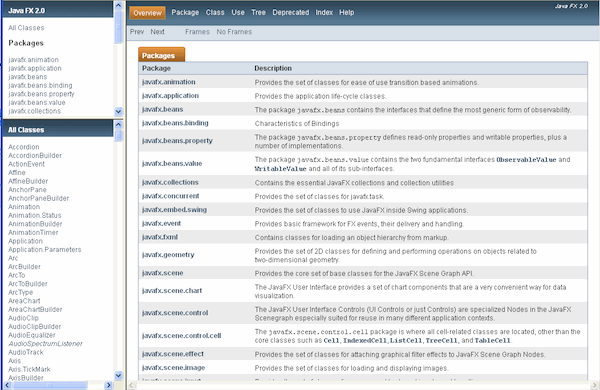 Java FX 2.0
All Classes
Packages
javafx.animation
javafx.application
javafx.beans
javafx.beans.binding
javafx.beans.property
javafx.beans.value
javafx.collections
All Classes
Accordion
AccordionBuilder
ActionEvent
Affine
AffineBuilder
AnchorPane
AnchorPaneBuilder
Animation
Animation.Status
AnimationBuilder
AnimationTimer
Application
Application.Parameters
Arc
ArcBuilder
ArcTo
ArcToBuilder
ArcType
AreaChart
AreaChartBuilder
AudioClip
AudioClipBuilder
AudioEqualizer
AudioSpectrumListener
AudioTrack
Axis
Axis.TickMark
AxisBuilder
Overview Package Class Use Tree Deprecated Index Help
Java FX 2.0
Prev Next Frames No Frames
Packages
Package Description
javafx.animation Provides the set of classes for ease of use transition based animations.
javafx.application Provides the application life-cycle classes.
javafx.beans The package javafx.beans contains the interfaces that define the most generic form of observability.
javafx.beans.binding Characteristics of Bindings
javafx.beans.property The package javafx.beans.property defines read-only properties and writable properties, plus a
number of implementations.
javafx.beans.value The package javafx.beans.value contains the two fundamental interfaces ObservableValue and
WritableValue and all of its sub-interfaces.
javafx.collections Contains the essential JavaFX collections and collection utilities
javafx.concurrent Provides the set of classes for javafx.task.
javafx.embed.swing Provides the set of classes to use JavaFX inside Swing applications.
javafx.event Provides basic framework for FX events, their delivery and handling.
javafx.fxml Contains classes for loading an object hierarchy from markup.
javafx.geometry Provides the set of 2D classes for defining and performing operations on objects related to
two-dimensional geometry.
javafx.scene Provides the core set of base classes for the JavaFX Scene Graph API.
javafx.scene.chart The JavaFX User Interface provides a set of chart components that are a very convenient way for data
visualization.
javafx.scene.control The JavaFX User Interface Controls (UI Controls or just Controls) are specialized Nodes in the JavaFX
Scenegraph especially suited for reuse in many different application contexts.
javafx.scene.control.cell The javafx.scene.control.cell package is where all cell-related classes are located, other than the
core classes such as Cell, IndexedCell, ListCell, TreeCell, and TableCell.
javafx.scene.effect Provides the set of classes for attaching graphical filter effects to JavaFX Scene Graph Nodes.
javafx.scene.image Provides the set of classes for loading and displaying images.